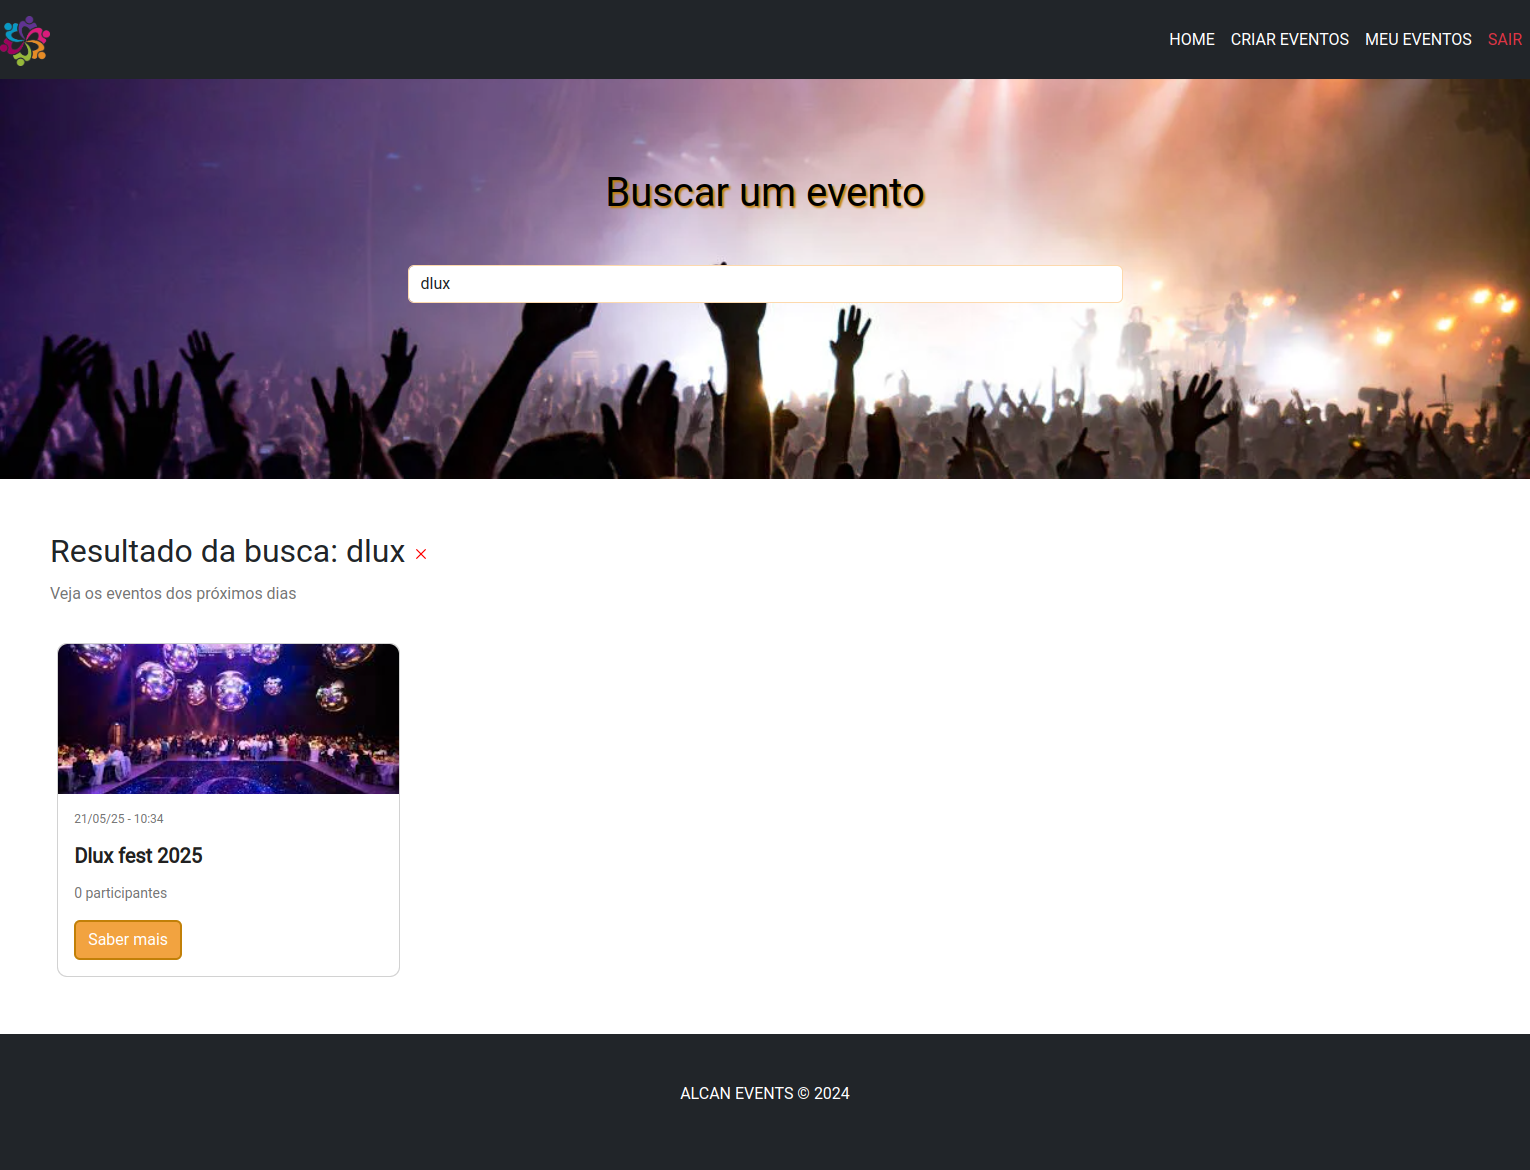 HOME CRIAR EVENTOS MEU EVENTOS SAIR
Buscar um evento
dlux
Resultado da busca: dlux ×
Veja os eventos dos próximos dias
21/05/25 - 10:34
Dlux fest 2025
0 participantes
Saber mais
ALCAN EVENTS © 2024